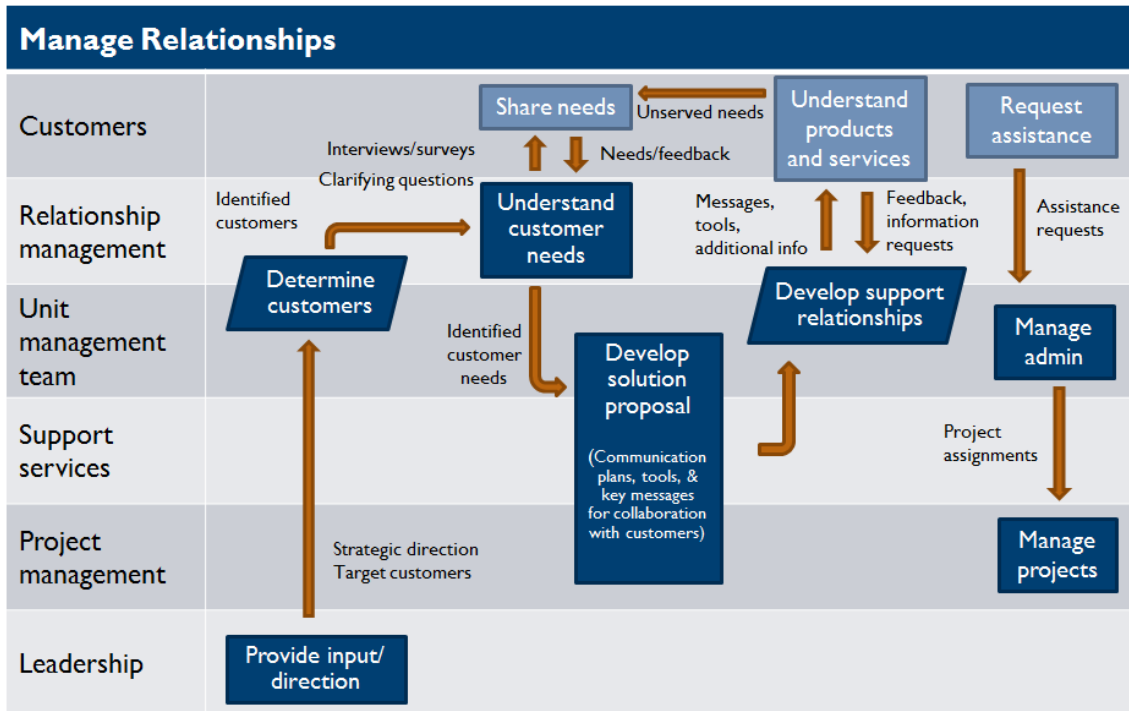 Manage Relationships
Customers
Share needs
Unserved needs
Understand
products
and services
Request
assistance
Interviews/surveys
Clarifying questions
Needs/feedback
Relationship
management
Identified
customers
Understand
customer
needs
Messages,
tools,
additional info
Feedback,
information
requests
Assistance
requests
Determine
customers
Develop support
relationships
Unit
management
team
Identified
customer
needs
Develop
solution
proposal
(Communication
plans, tools, &
key messages
for collaboration
with customers)
Manage
admin
Support
services
Project
assignments
Project
management
Strategic direction
Target customers
Manage
projects
Leadership
Provide input/
direction